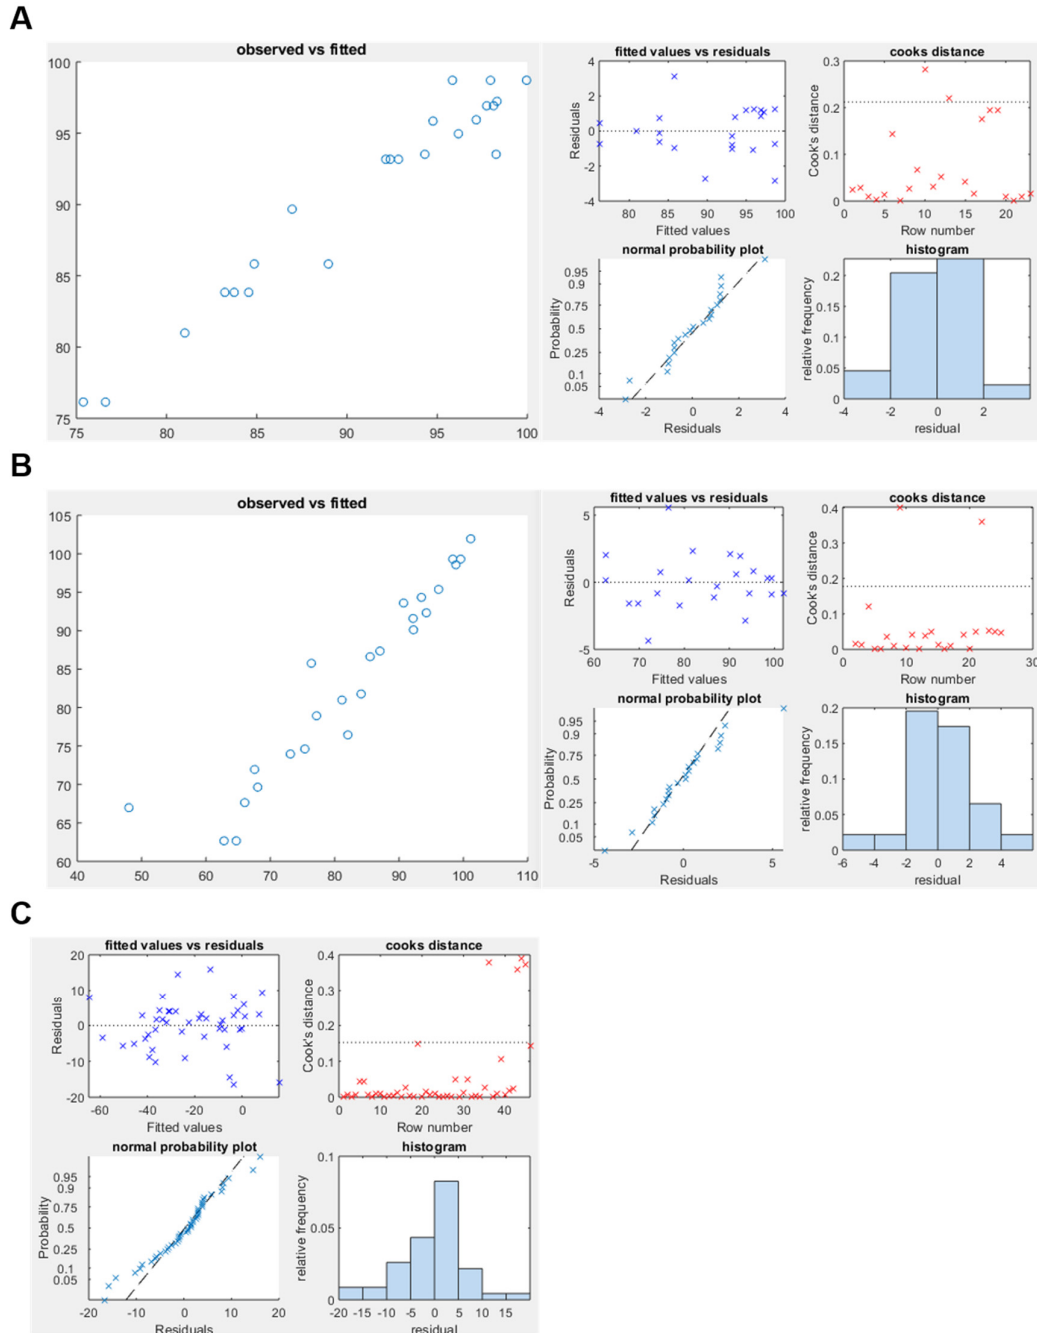 A
observed vs fitted
100
95
90
85
80
75
75 80 85 90 95 100
fitted values vs residuals
4
2
0
-2
-4
Residuals
80 85 90 95 100
Fitted values
cooks distance
0.3
0.2
0.1
0
Cook's distance
0 5 10 15 20
Row number
normal probability plot
0.95
0.9
0.75
0.5
0.25
0.1
0.05
Probability
-4 -2 0 2 4
Residuals
histogram
0.2
0.15
0.1
0.05
0
relative frequency
-4 -2 0 2
residual
B
observed vs fitted
105
100
95
90
85
80
75
70
65
60
40 50 60 70 80 90 100 110
fitted values vs residuals
5
0
-5
Residuals
60 70 80 90 100
Fitted values
cooks distance
0.4
0.3
0.2
0.1
0
Cook's distance
0 10 20 30
Row number
normal probability plot
0.95
0.9
0.75
0.5
0.25
0.1
0.05
Probability
-5 0 5
Residuals
histogram
0.2
0.15
0.1
0.05
0
relative frequency
-6 -4 -2 0 2 4
residual
C
fitted values vs residuals
20
10
0
-10
-20
Residuals
-60 -40 -20 0
Fitted values
cooks distance
0.4
0.3
0.2
0.1
0
Cook's distance
0 10 20 30 40
Row number
normal probability plot
0.95
0.9
0.75
0.5
0.25
0.1
0.05
Probability
-20 -10 0 10 20
Residuals
histogram
0.1
0.05
0
relative frequency
-20 -15 -10 -5 0 5 10 15
residual